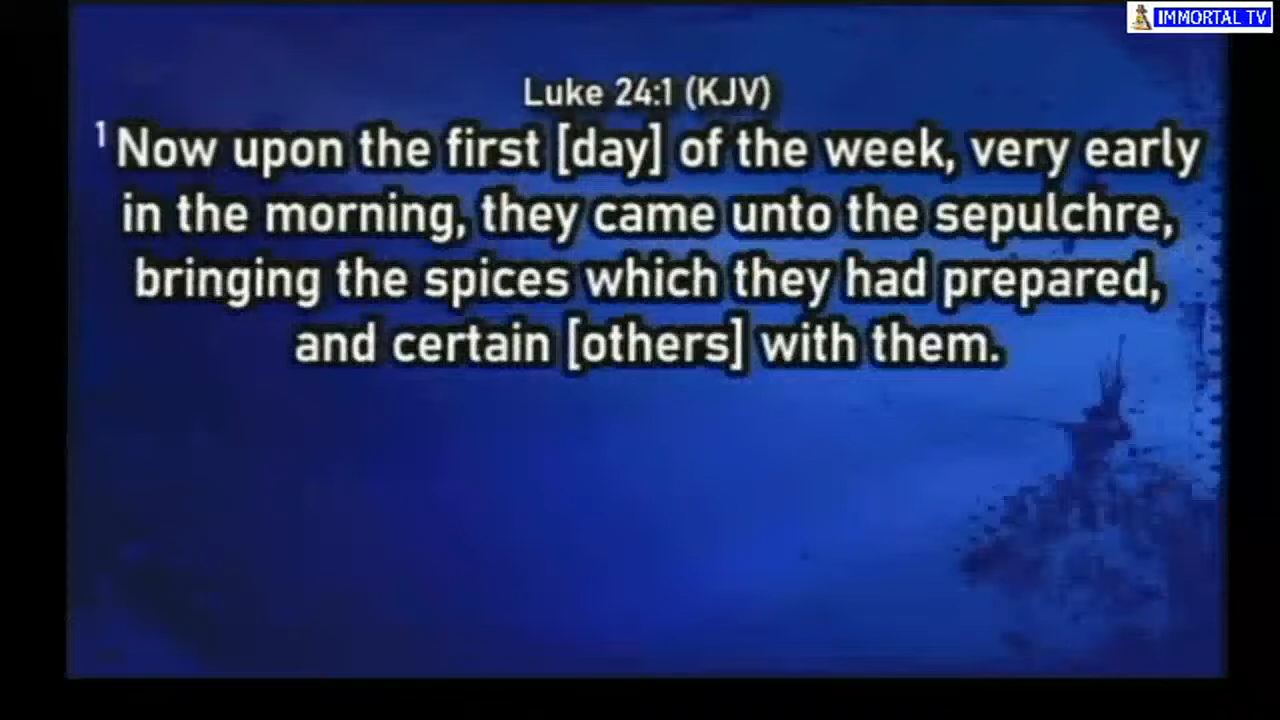 IMMORTAL TV
Luke 24:1 (KJV)
1 Now upon the first [day] of the week, very early
in the morning, they came unto the sepulchre,
bringing the spices which they had prepared,
and certain [others] with them.